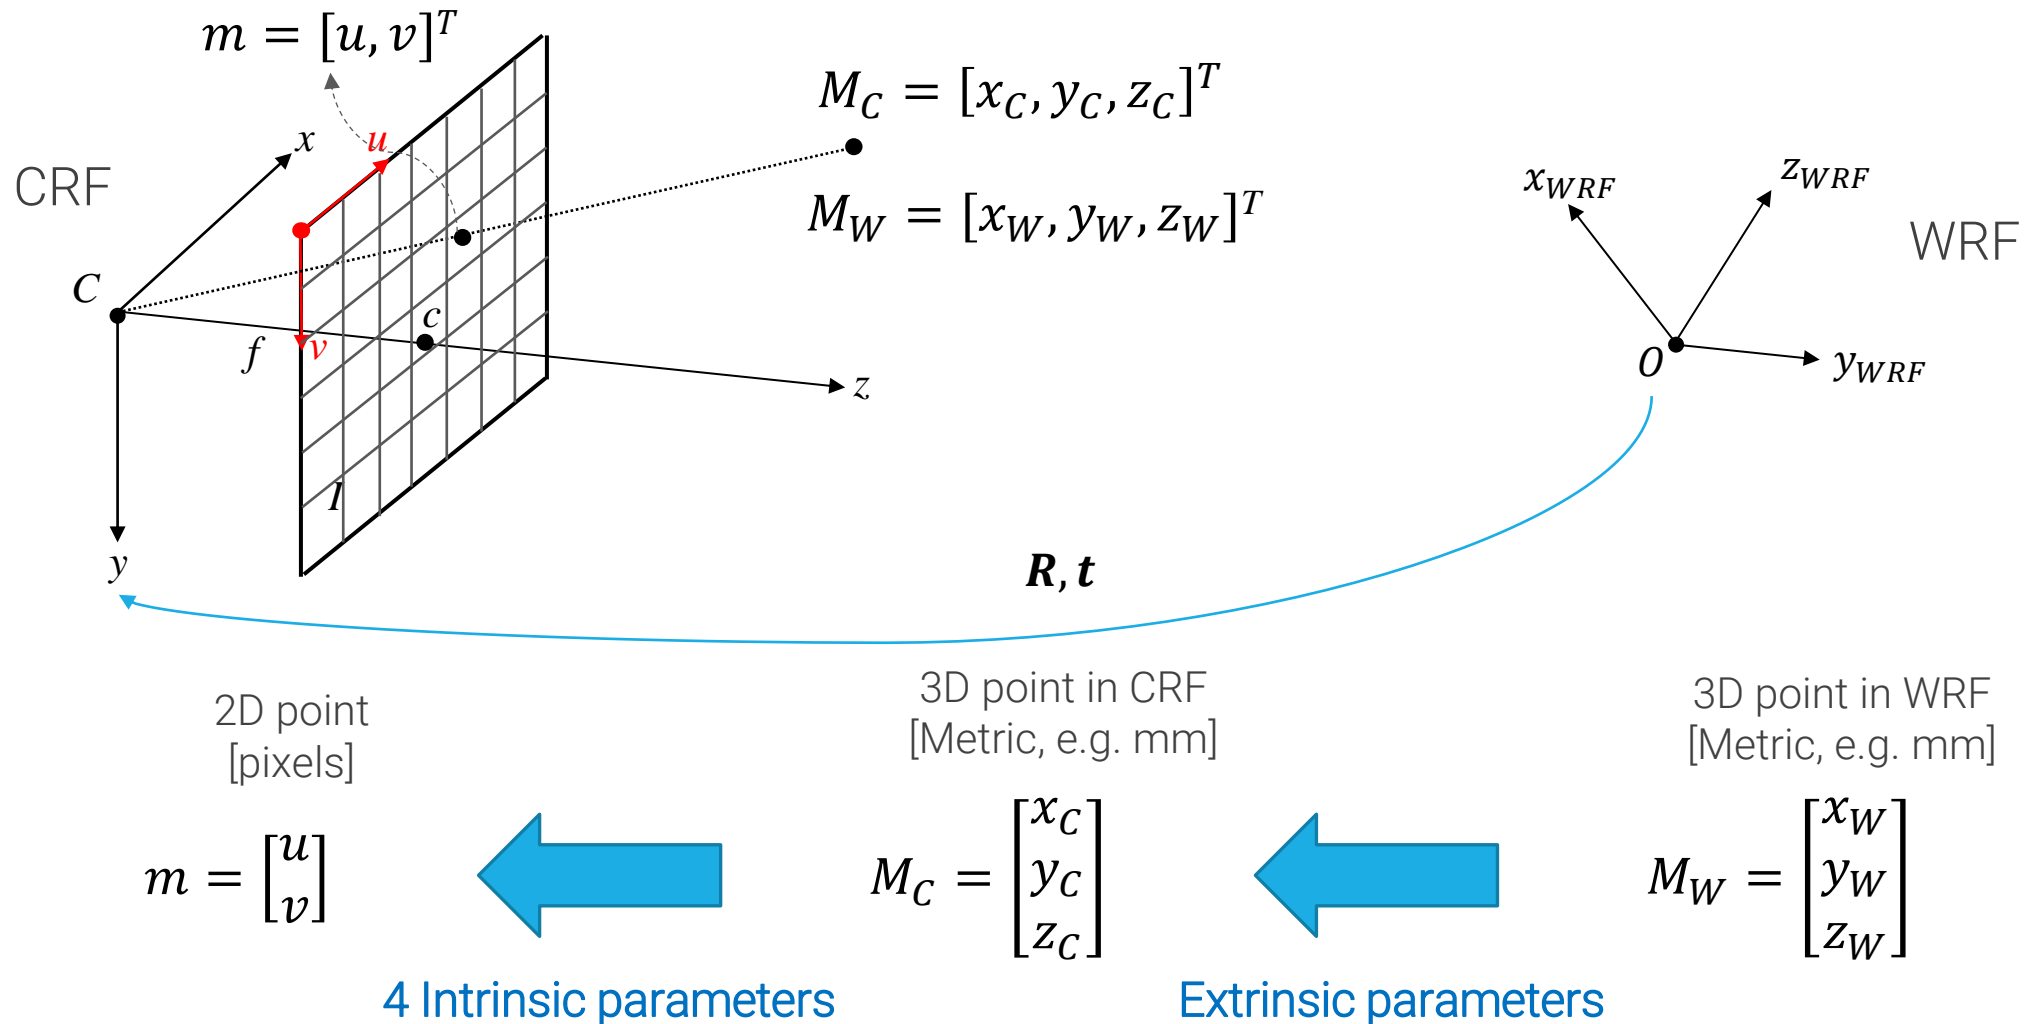 m = [u, v]^T
M_C = [x_C, y_C, z_C]^T
M_W = [x_W, y_W, z_W]^T
CRF
x
u
C
f
v
c
z
I
y
x_WRF
z_WRF
WRF
O
y_WRF
R, t
2D point
[pixels]
3D point in CRF
[Metric, e.g. mm]
3D point in WRF
[Metric, e.g. mm]
m = [u
v]
M_C = [x_C
y_C
z_C]
M_W = [x_W
y_W
z_W]
4 Intrinsic parameters
Extrinsic parameters